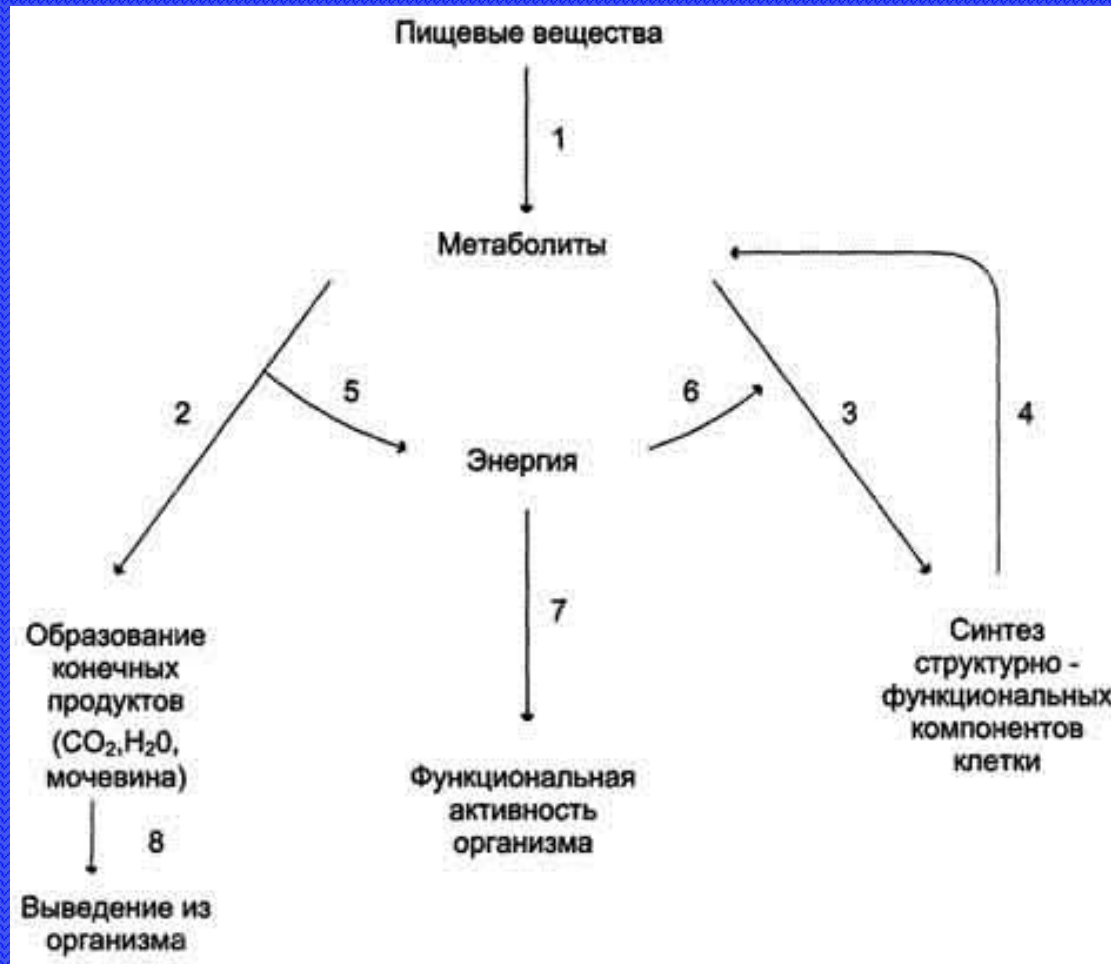 Пищевые вещества
1
Метаболиты
2
5
6
3
4
Энергия
7
Образование
конечных
продуктов
(CO₂,H₂0,
мочевина)
Синтез
структурно -
функциональных
компонентов
клетки
Функциональная
активность
организма
8
Выведение из
организма